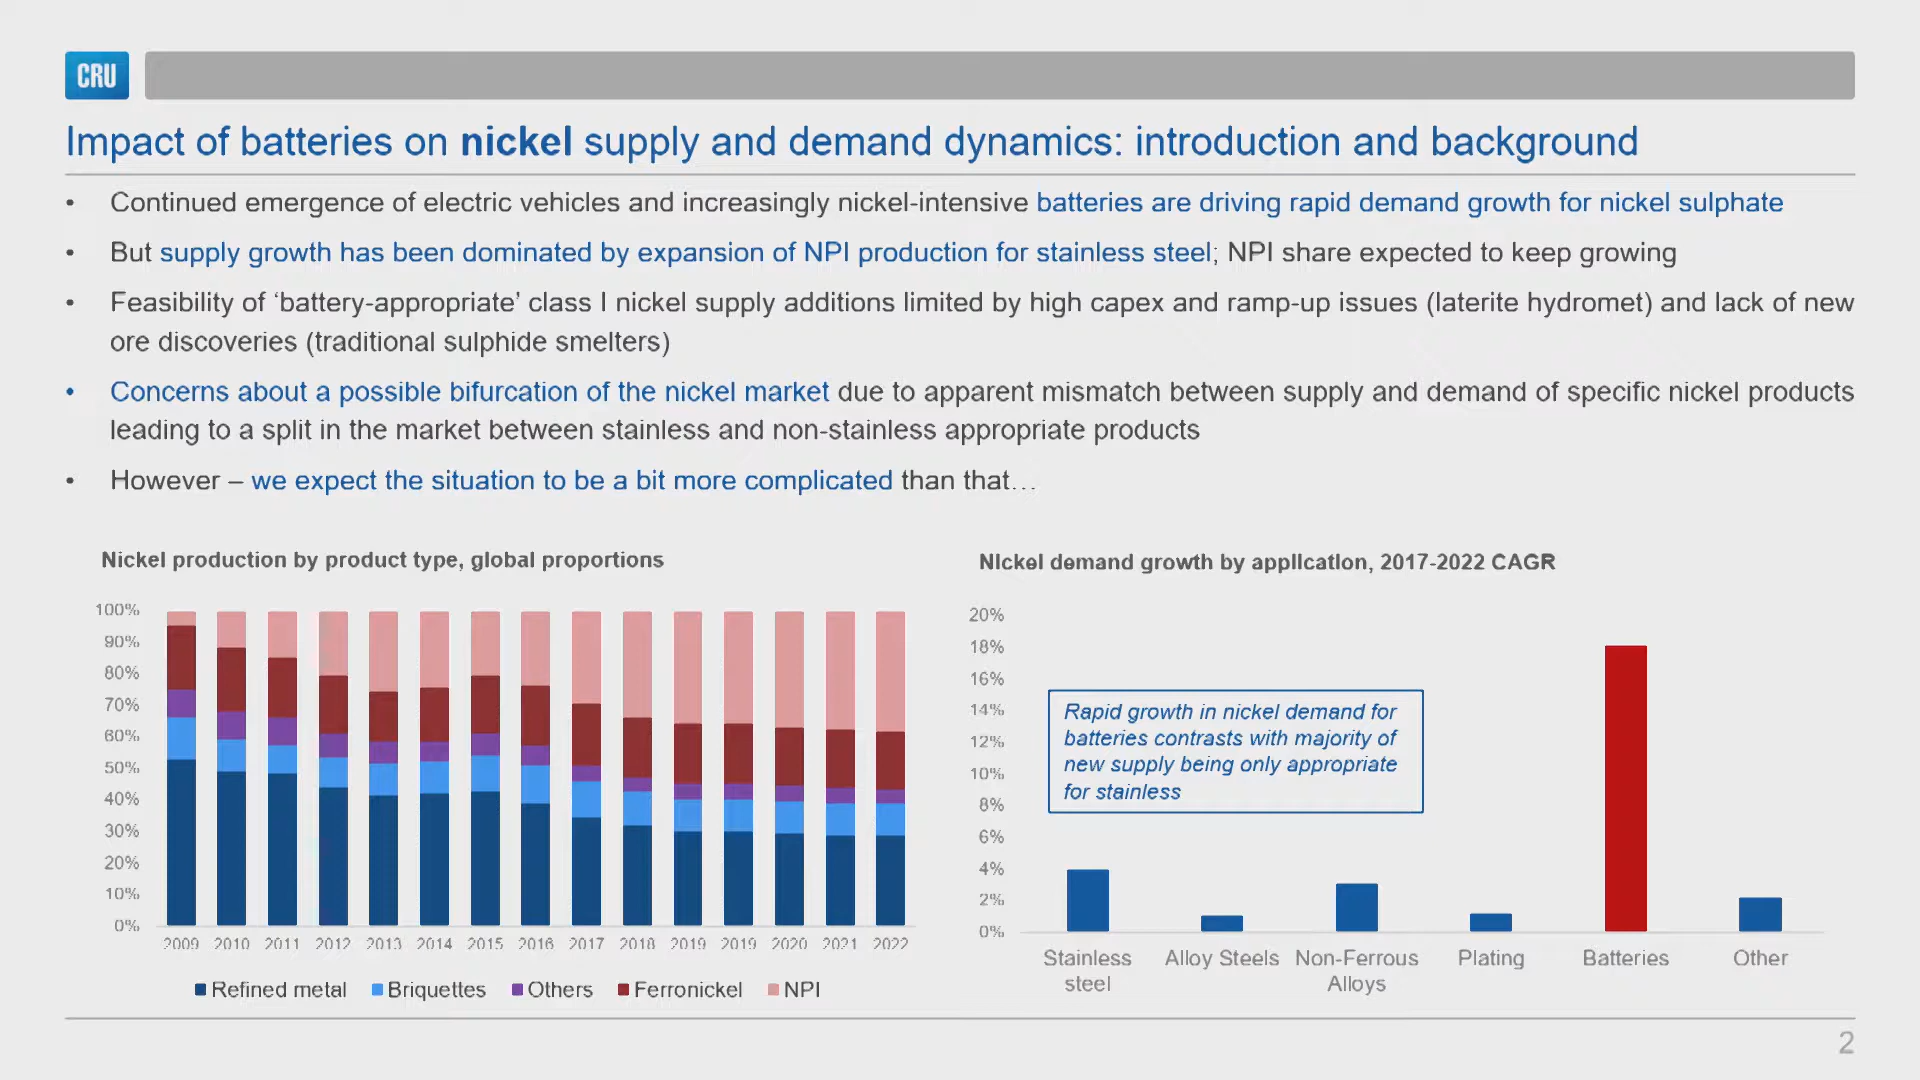 CRU
Impact of batteries on nickel supply and demand dynamics: introduction and background
• Continued emergence of electric vehicles and increasingly nickel-intensive batteries are driving rapid demand growth for nickel sulphate
• But supply growth has been dominated by expansion of NPI production for stainless steel; NPI share expected to keep growing
• Feasibility of ‘battery-appropriate’ class I nickel supply additions limited by high capex and ramp-up issues (laterite hydromet) and lack of new
ore discoveries (traditional sulphide smelters)
• Concerns about a possible bifurcation of the nickel market due to apparent mismatch between supply and demand of specific nickel products
leading to a split in the market between stainless and non-stainless appropriate products
• However – we expect the situation to be a bit more complicated than that…
Nickel production by product type, global proportions
100%
90%
80%
70%
60%
50%
40%
30%
20%
10%
0%
2009 2010 2011 2012 2013 2014 2015 2016 2017 2018 2019 2019 2020 2021 2022
Refined metal Briquettes Others Ferronickel NPI
Nickel demand growth by application, 2017-2022 CAGR
20%
18%
16%
14%
12%
10%
8%
6%
4%
2%
0%
Rapid growth in nickel demand for
batteries contrasts with majority of
new supply being only appropriate
for stainless
Stainless Alloy Steels Non-Ferrous Plating Batteries Other
steel Alloys
2